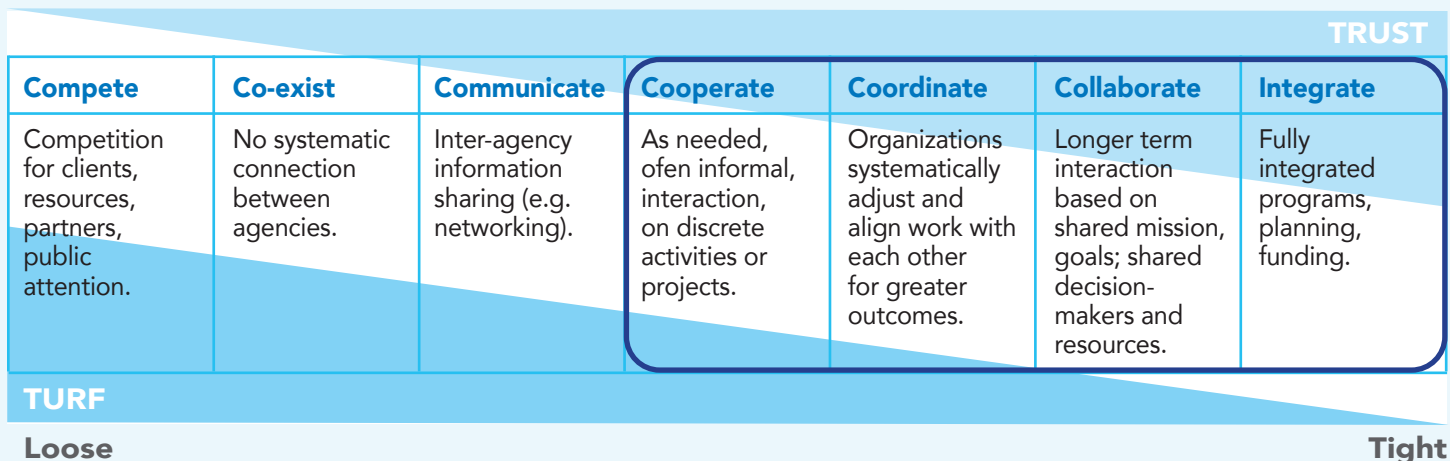 TRUST
Compete
Co-exist
Communicate
Cooperate
Coordinate
Collaborate
Integrate
Competition
for clients,
resources,
partners,
public
attention.
No systematic
connection
between
agencies.
Inter-agency
information
sharing (e.g.
networking).
As needed,
ofen informal,
interaction,
on discrete
activities or
projects.
Organizations
systematically
adjust and
align work with
each other
for greater
outcomes.
Longer term
interaction
based on
shared mission,
goals; shared
decision-
makers and
resources.
Fully
integrated
programs,
planning,
funding.
TURF
Loose
Tight